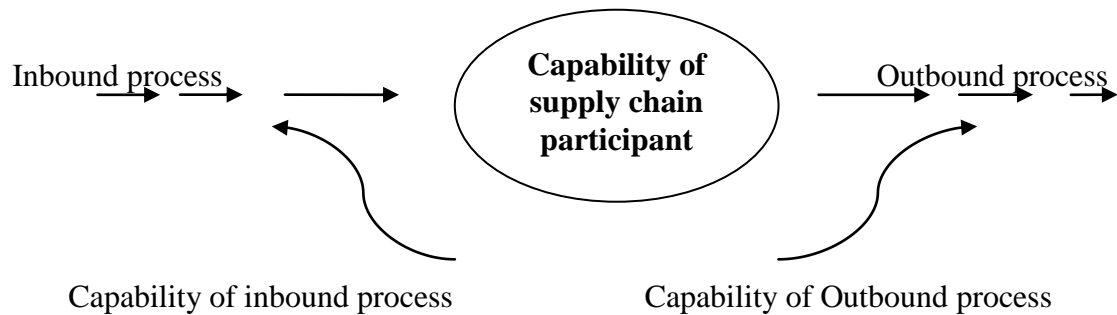 Inbound process
Capability of
supply chain
participant
Outbound process
Capability of inbound process
Capability of Outbound process